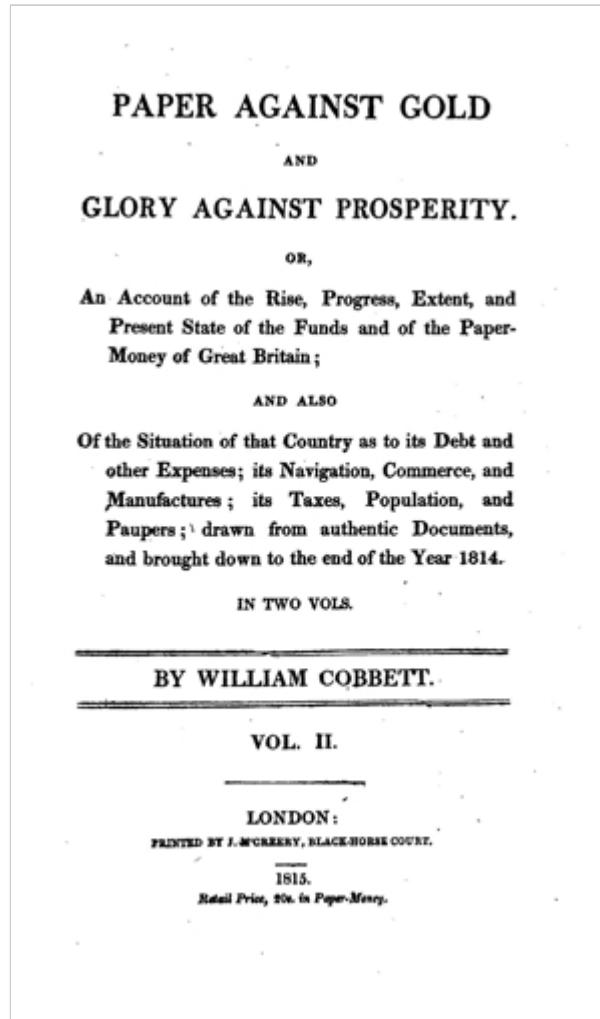 PAPER AGAINST GOLD
AND
GLORY AGAINST PROSPERITY.
OR,
An Account of the Rise, Progress, Extent, and
Present State of the Funds and of the Paper-
Money of Great Britain;
AND ALSO
Of the Situation of that Country as to its Debt and
other Expenses; its Navigation, Commerce, and
Manufactures; its Taxes, Population, and
Paupers; drawn from authentic Documents,
and brought down to the end of the Year 1814.
IN TWO VOLS.
BY WILLIAM COBBETT.
VOL. II.
LONDON:
PRINTED BY J. M'CREERY, BLACK-HORSE COURT.
1815.
Retail Price, 20s. in Paper-Money.